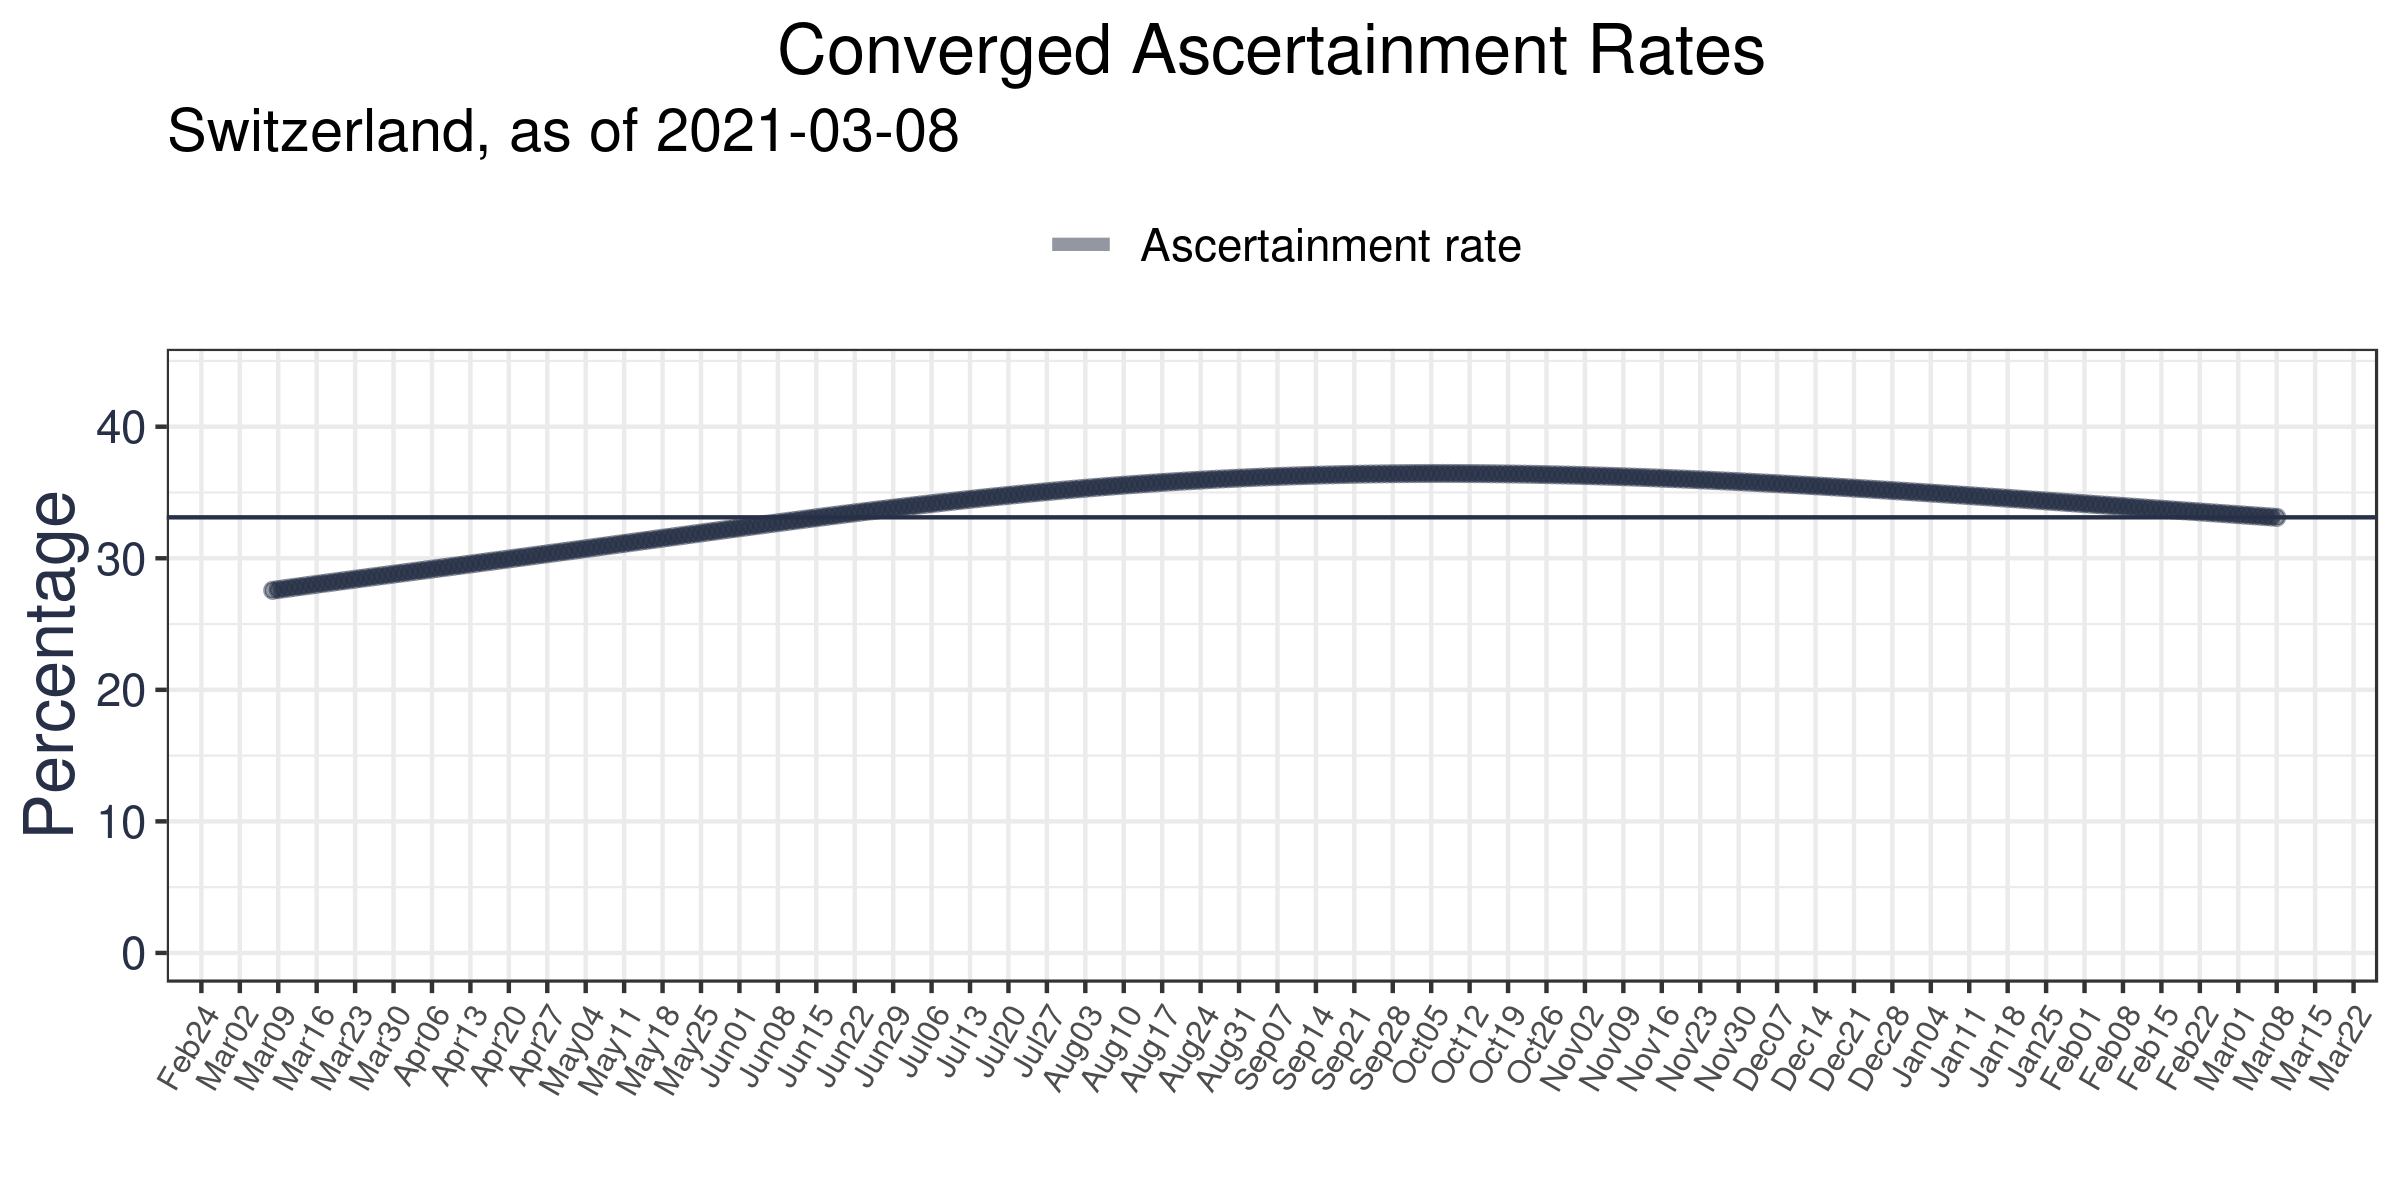 Converged Ascertainment Rates
Switzerland, as of 2021-03-08
Ascertainment rate
Percentage
40
30
20
10
0
Feb24 Mar02 Mar09 Mar16 Mar23 Mar30 Apr06 Apr13 Apr20 Apr27 May04 May11 May18 May25 Jun01 Jun08 Jun15 Jun22 Jun29 Jul06 Jul13 Jul20 Jul27 Aug03 Aug10 Aug17 Aug24 Aug31 Sep07 Sep14 Sep21 Sep28 Oct05 Oct12 Oct19 Oct26 Nov02 Nov09 Nov16 Nov23 Nov30 Dec07 Dec14 Dec21 Dec28 Jan04 Jan11 Jan18 Jan25 Feb01 Feb08 Feb15 Feb22 Mar01 Mar08 Mar15 Mar22